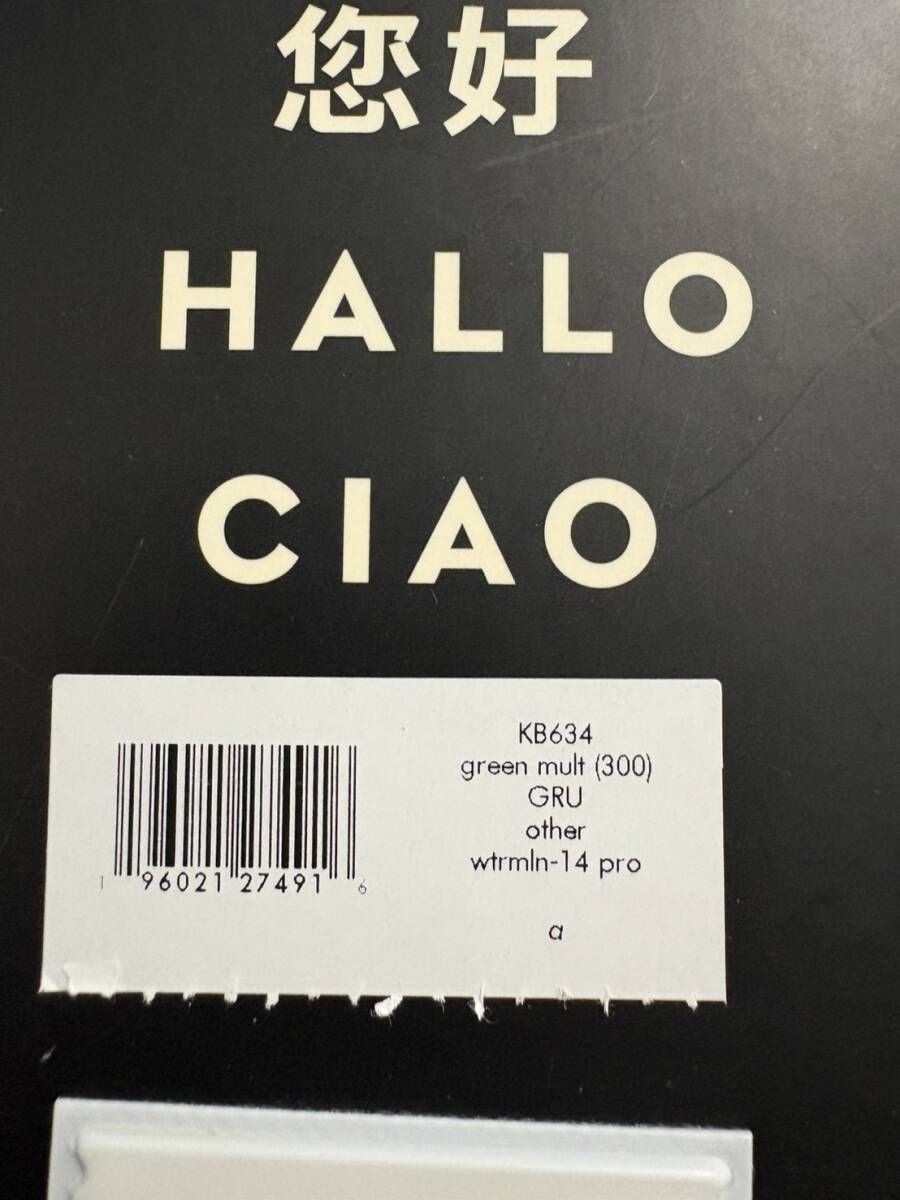 您好
HALLO
CIAO
1 96021 27491 6
KB634
green mult (300)
GRU
other
wtrmln-14 pro
a